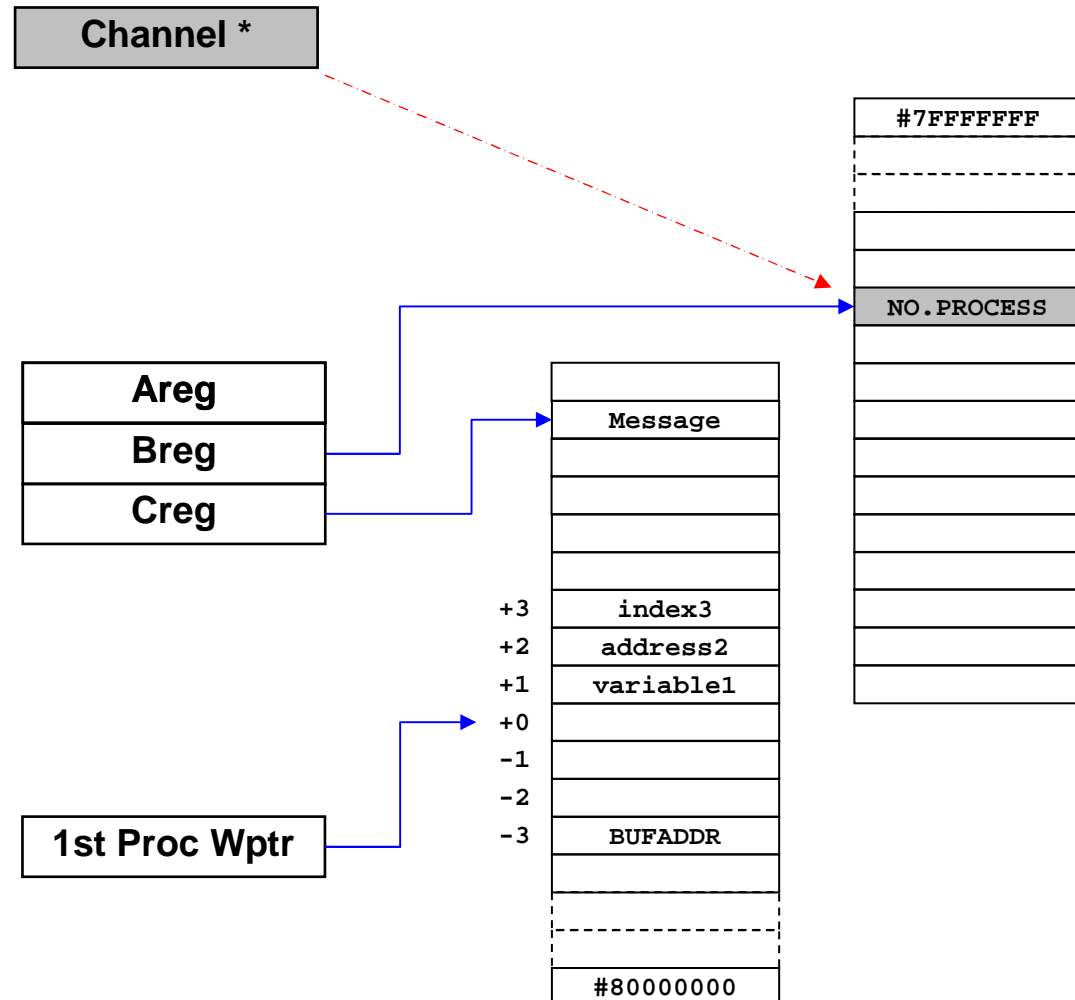 Channel *
#7FFFFFFF
NO.PROCESS
Areg
Breg
Creg
Message
+3 index3
+2 address2
+1 variable1
+0
-1
-2
-3 BUFADDR
1st Proc Wptr
#80000000